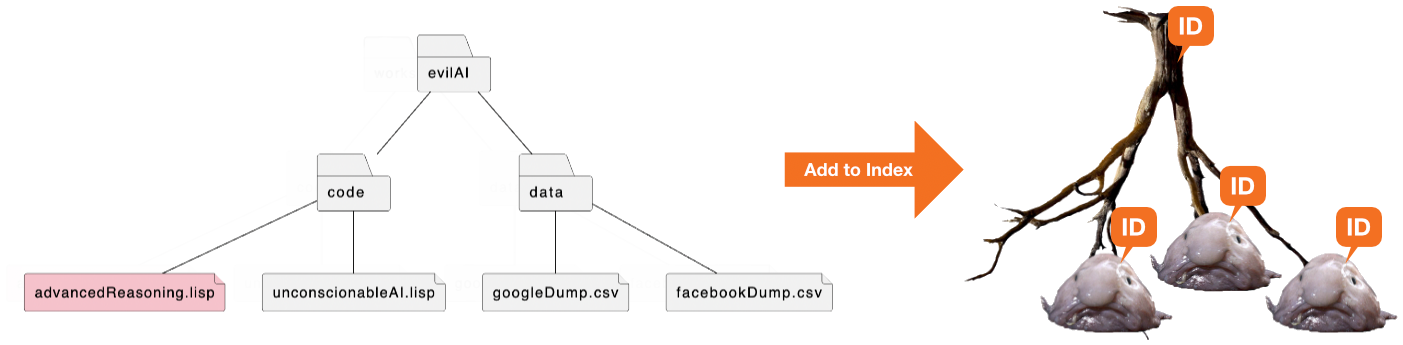 evilAI
code
data
advancedReasoning.lisp
unconscionableAI.lisp
googleDump.csv
facebookDump.csv
Add to Index
ID
ID
ID
ID